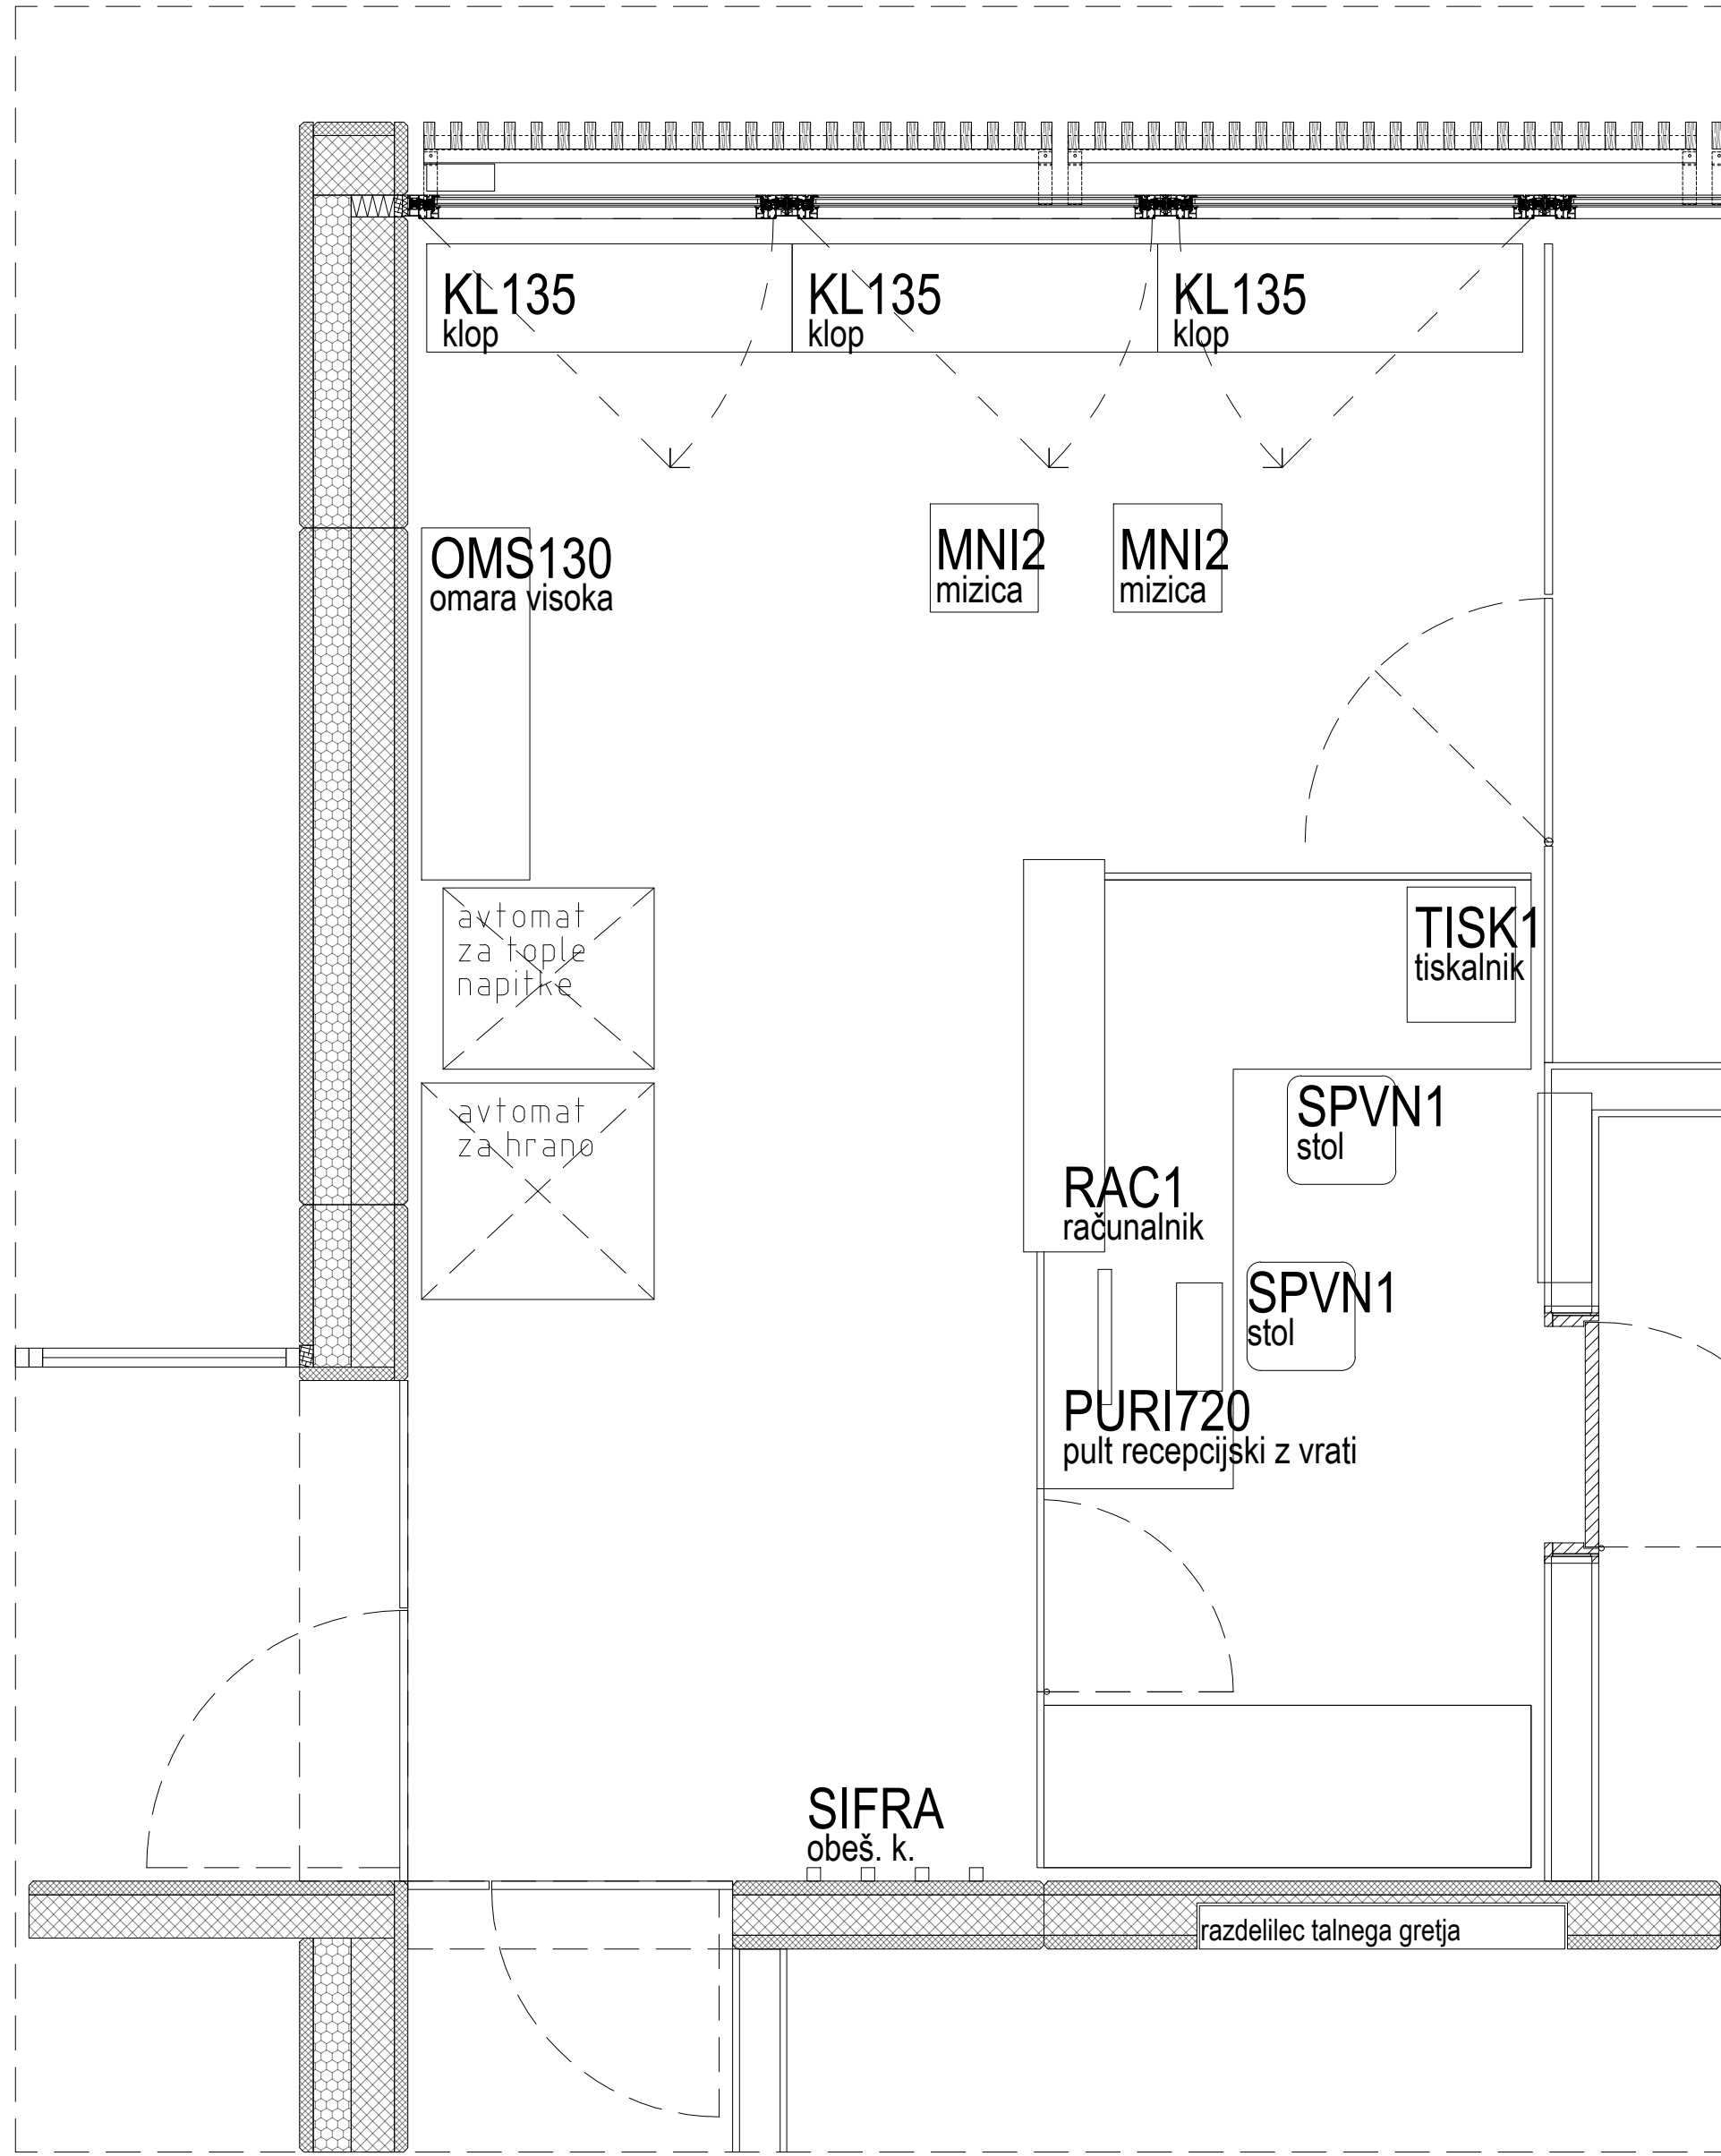 KL135
klop
KL135
klop
KL135
klop
OMS130
omara visoka
MNI2
mizica
MNI2
mizica
avtomat
za tople
napitke
TISK1
tiskalnik
avtomat
za hrano
SPVN1
stol
RAC1
računalnik
SPVN1
stol
PURI720
pult recepcijski z vrati
SIFRA
obeš. k.
razdelilec talnega gretja